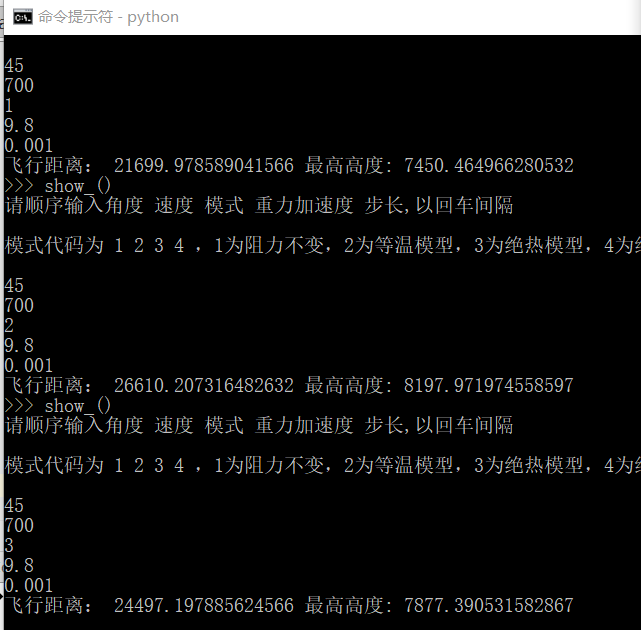 命令提示符 - python
45
700
1
9.8
0.001
飞行距离: 21699.978589041566 最高高度: 7450.464966280532
>>> show_()
请顺序输入角度 速度 模式 重力加速度 步长,以回车间隔
模式代码为 1 2 3 4 ，1为阻力不变，2为等温模型，3为绝热模型，4为
45
700
2
9.8
0.001
飞行距离: 26610.207316482632 最高高度: 8197.971974558597
>>> show_()
请顺序输入角度 速度 模式 重力加速度 步长,以回车间隔
模式代码为 1 2 3 4 ，1为阻力不变，2为等温模型，3为绝热模型，4为
45
700
3
9.8
0.001
飞行距离: 24497.197885624566 最高高度: 7877.390531582867